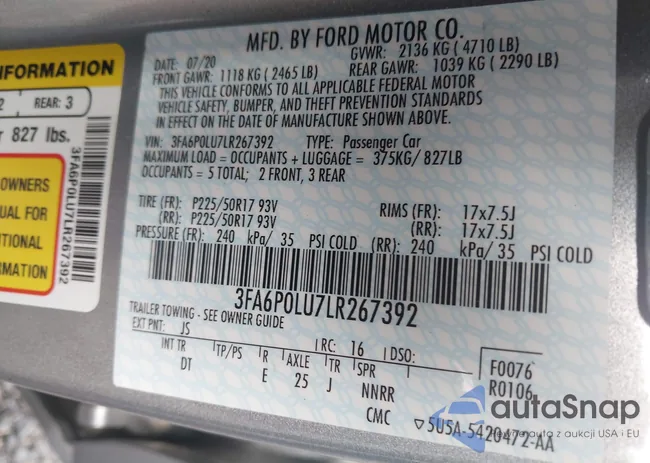 INFORMATION
2 REAR: 3
r 827 lbs.
OWNERS
UAL FOR
ITIONAL
RMATION
3FA6P0LU7LR267392
MFD. BY FORD MOTOR CO.
DATE: 07/20 GVWR: 2136 KG ( 4710 LB)
FRONT GAWR: 1118 KG ( 2465 LB) REAR GAWR: 1039 KG ( 2290 LB)
THIS VEHICLE CONFORMS TO ALL APPLICABLE FEDERAL MOTOR
VEHICLE SAFETY, BUMPER, AND THEFT PREVENTION STANDARDS
IN EFFECT ON THE DATE OF MANUFACTURE SHOWN ABOVE.
VIN: 3FA6P0LU7LR267392 TYPE: Passenger Car
MAXIMUM LOAD = OCCUPANTS + LUGGAGE = 375KG/ 827LB
OCCUPANTS = 5 TOTAL; 2 FRONT, 3 REAR
TIRE (FR): P225/50R17 93V RIMS (FR): 17x7.5J
(RR): P225/50R17 93V (RR): 17x7.5J
PRESSURE (FR): 240 kPa/ 35 PSI COLD (RR): 240 kPa/ 35 PSI COLD
3FA6P0LU7LR267392
TRAILER TOWING - SEE OWNER GUIDE
EXT PNT: JS RC: 16 DSO: F0076
INT TR TP/PS R AXLE TR SPR R0106
DT E 25 J NNRR
CMC 5U5A-5420472-AA
autaSnap
aukcji USA i EU